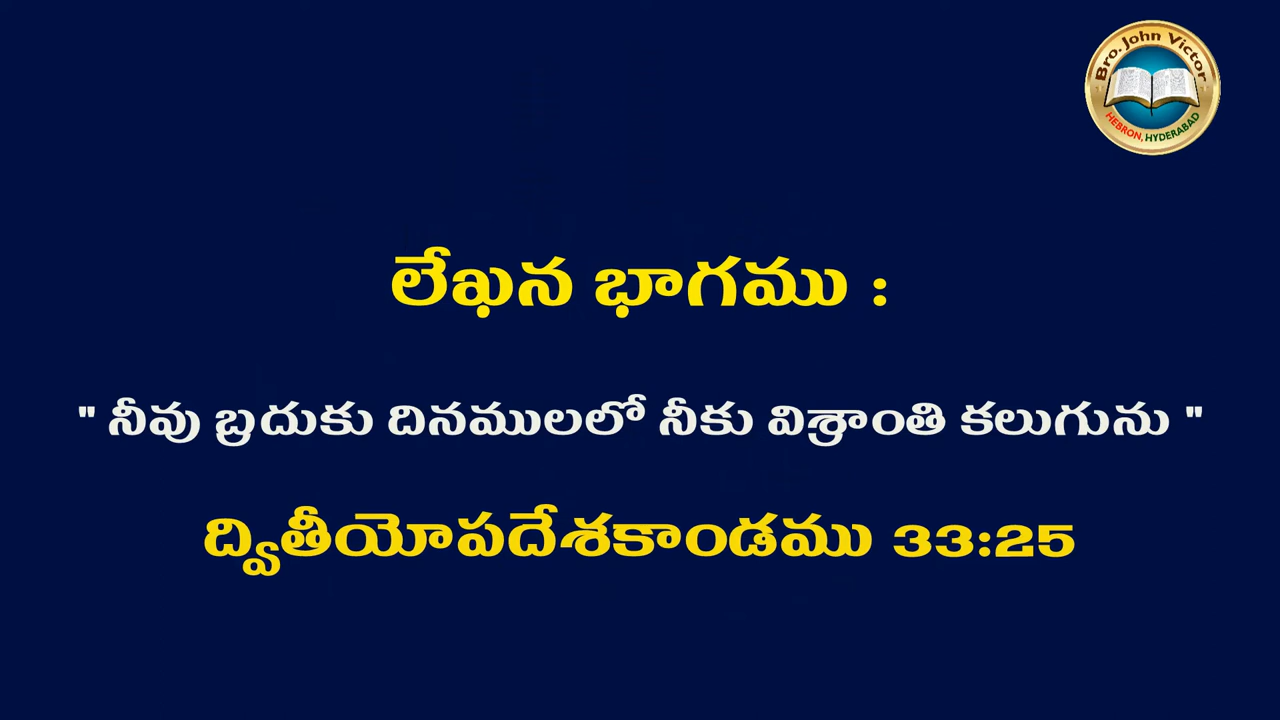 Bro. John Victor
HEBRON, HYDERABAD
లేఖన భాగము :
" నీవు బ్రదుకు దినములలో నీకు విశ్రాంతి కలుగును "
ద్వితీయోపదేశకాండము 33:25